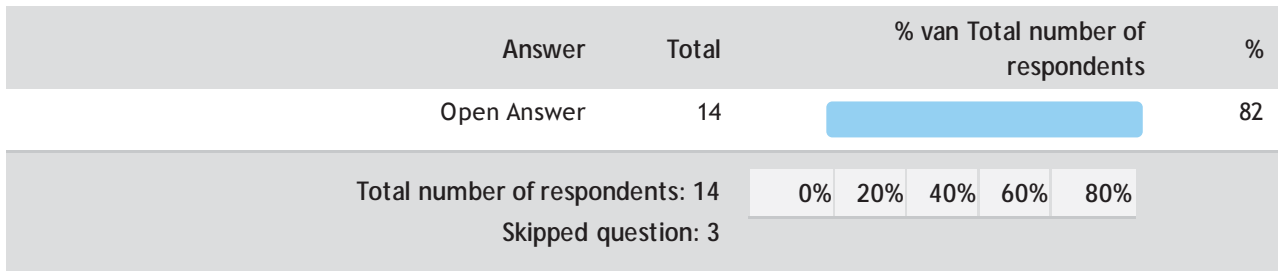 Answer Total % van Total number of respondents %
Open Answer 14 82
Total number of respondents: 14 0% 20% 40% 60% 80%
Skipped question: 3